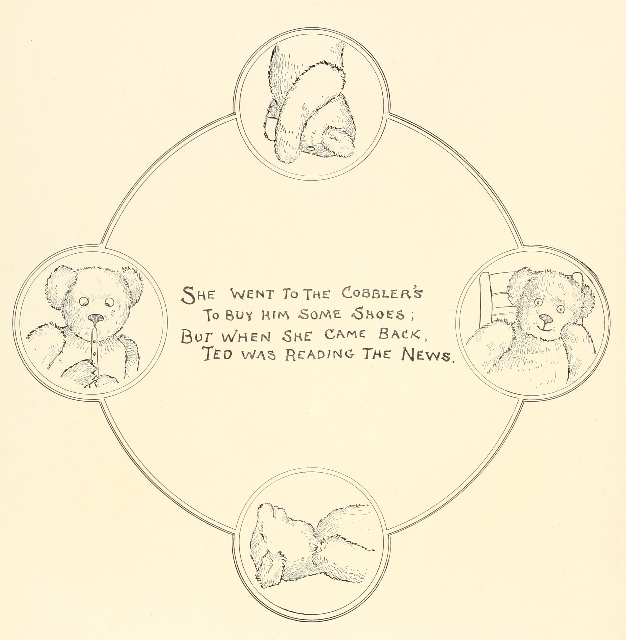 She went to the Cobbler's
To buy him some Shoes;
But when she came Back,
Ted was Reading the News.